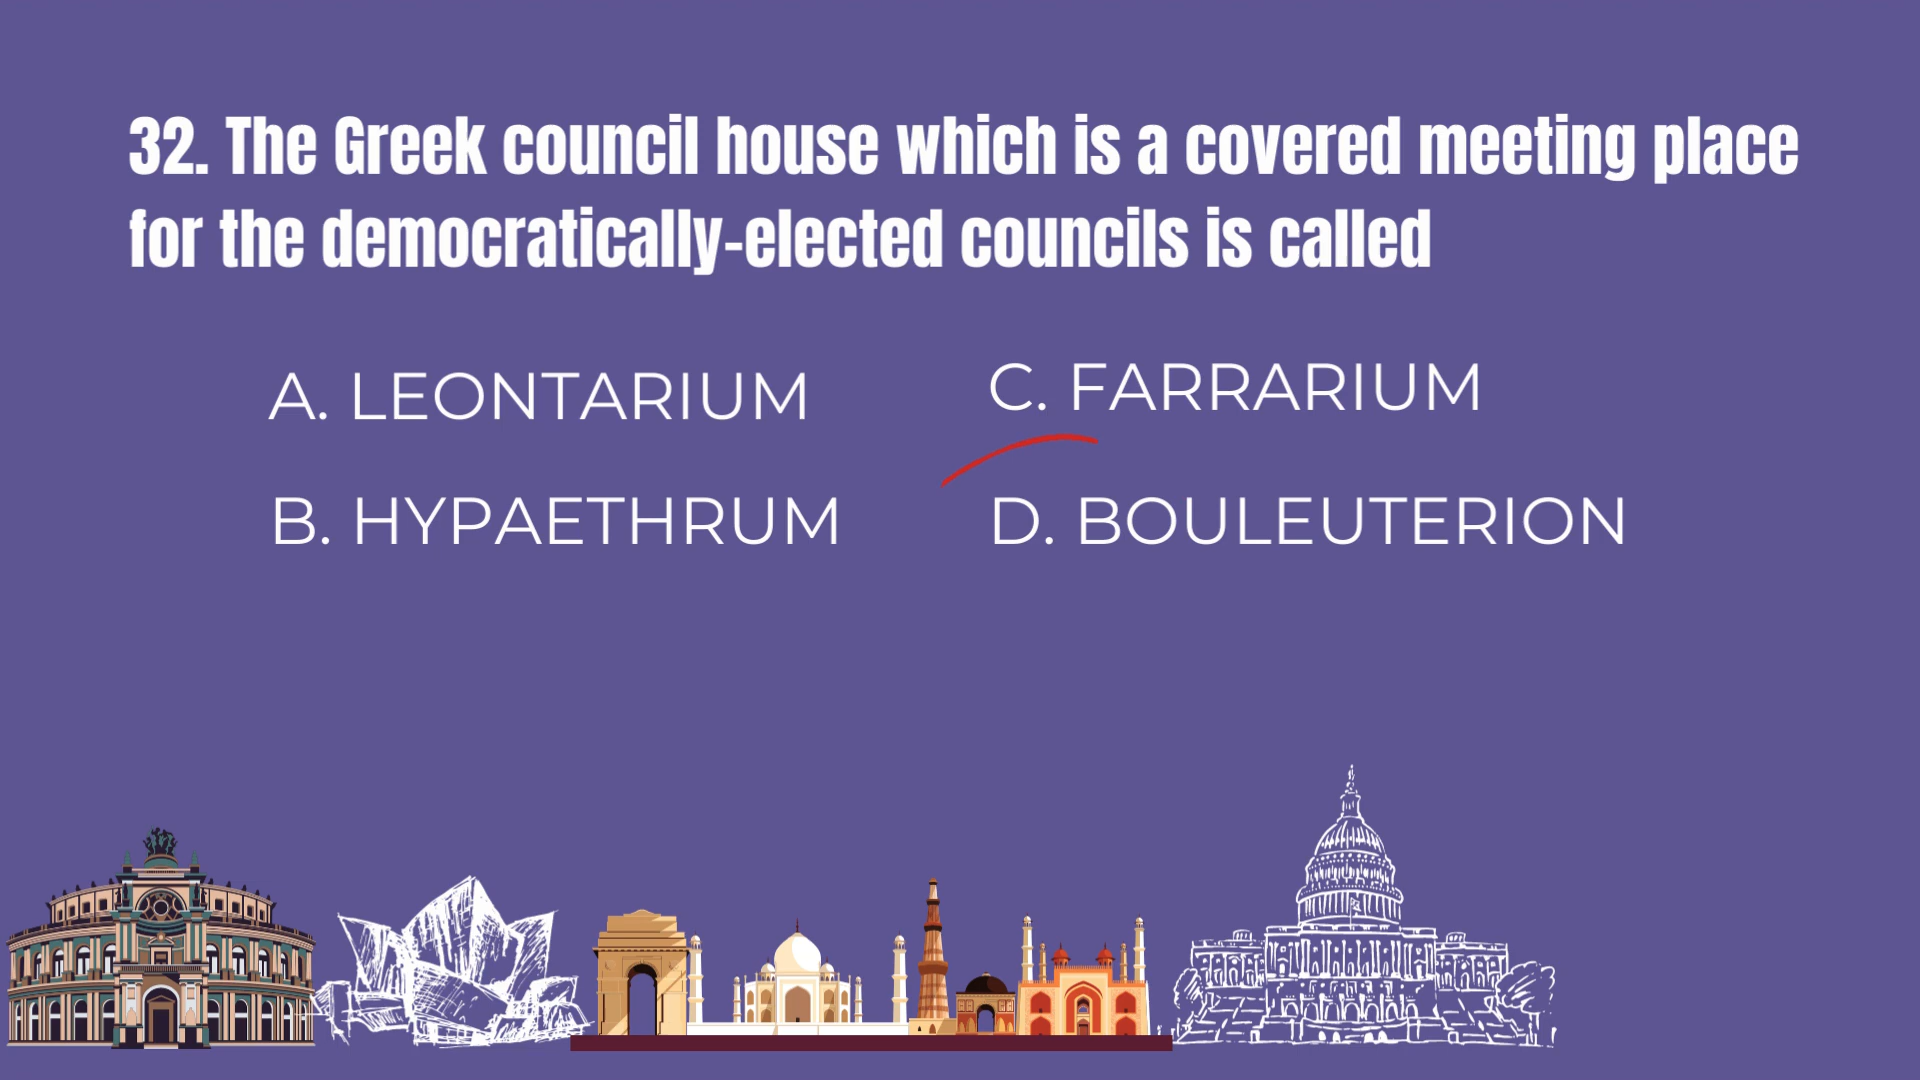 32. The Greek council house which is a covered meeting place
for the democratically-elected councils is called
A. LEONTARIUM
B. HYPAETHRUM
C. FARRARIUM
D. BOULEUTERION